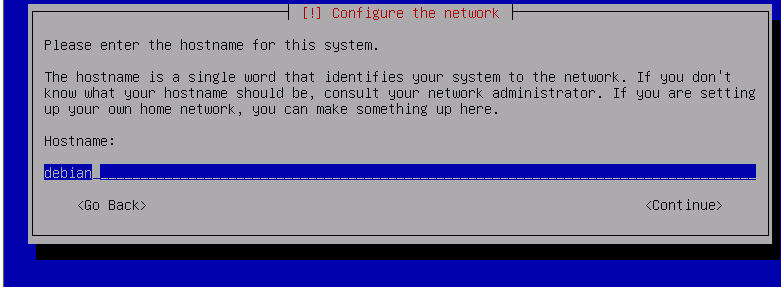 [!] Configure the network
Please enter the hostname for this system.
The hostname is a single word that identifies your system to the network. If you don't
know what your hostname should be, consult your network administrator. If you are setting
up your own home network, you can make something up here.
Hostname:
debian
<Go Back>
<Continue>